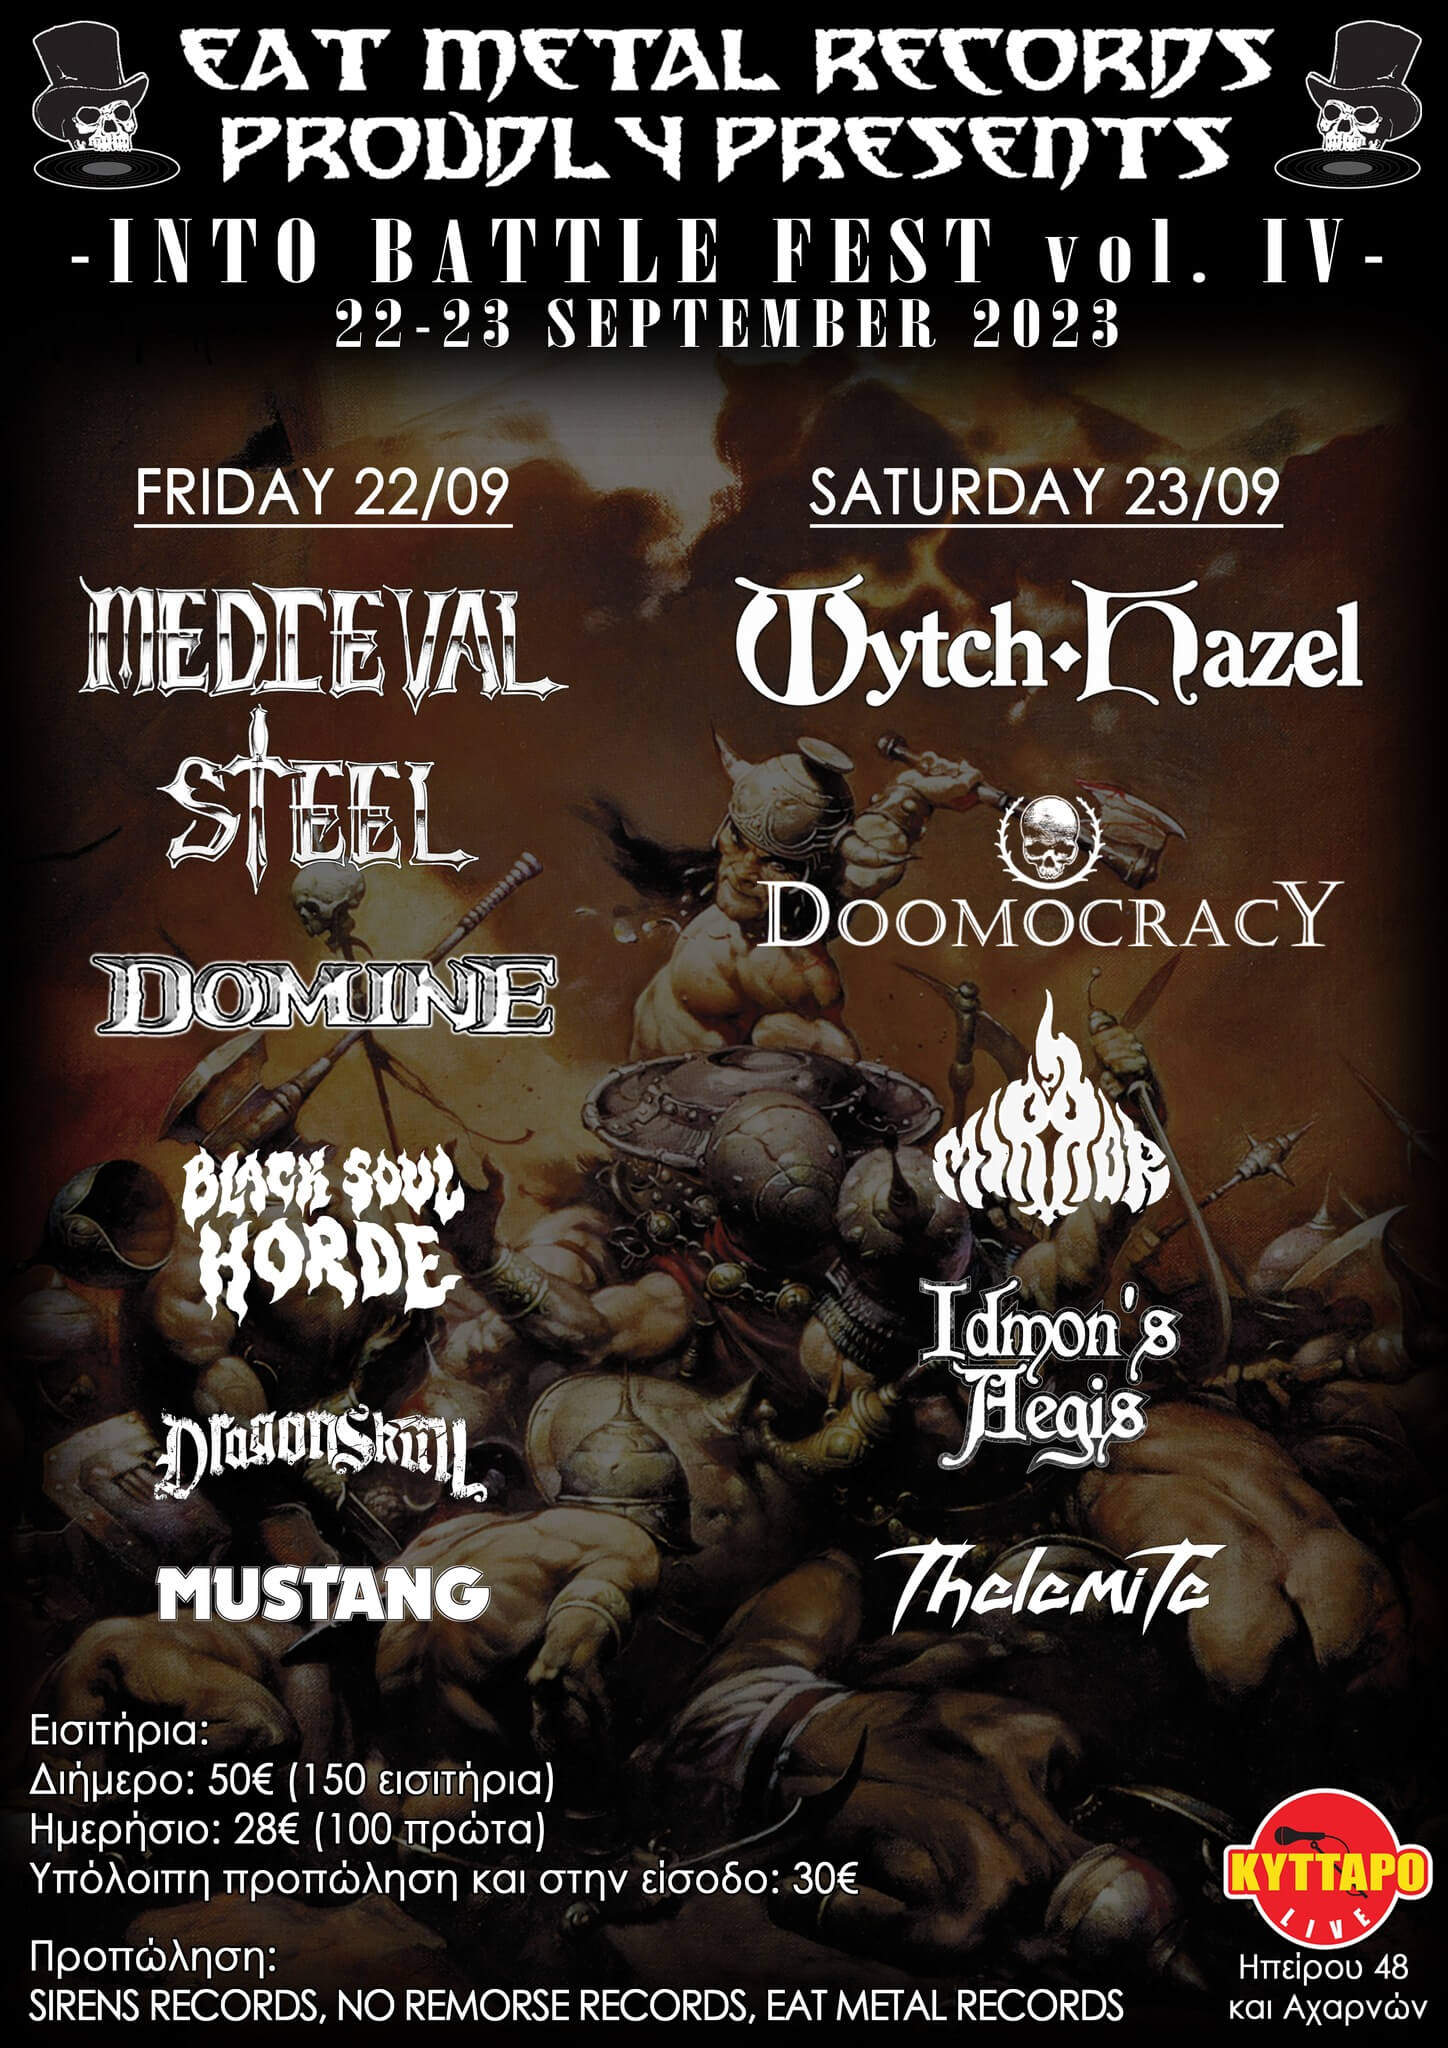 EAT METAL RECORDS
PROUDLY PRESENTS
-INTO BATTLE FEST vol. IV-
22-23 SEPTEMBER 2023
FRIDAY 22/09
MEDIEVAL
STEEL
DOMINE
BLACK SOUL
HORDE
DragonSkull
MUSTANG
SATURDAY 23/09
Wytch Hazel
DOOMOCRACY
MIRROR
Idmon's
Aegis
Thelemite
Εισιτήρια:
Διήμερο: 50€ (150 εισιτήρια)
Ημερήσιο: 28€ (100 πρώτα)
Υπόλοιπη προπώληση και στην είσοδο: 30€
Προπώληση:
SIRENS RECORDS, NO REMORSE RECORDS, EAT METAL RECORDS
ΚΥΤΤΑΡΟ
LIVE
Ηπείρου 48
και Αχαρνών